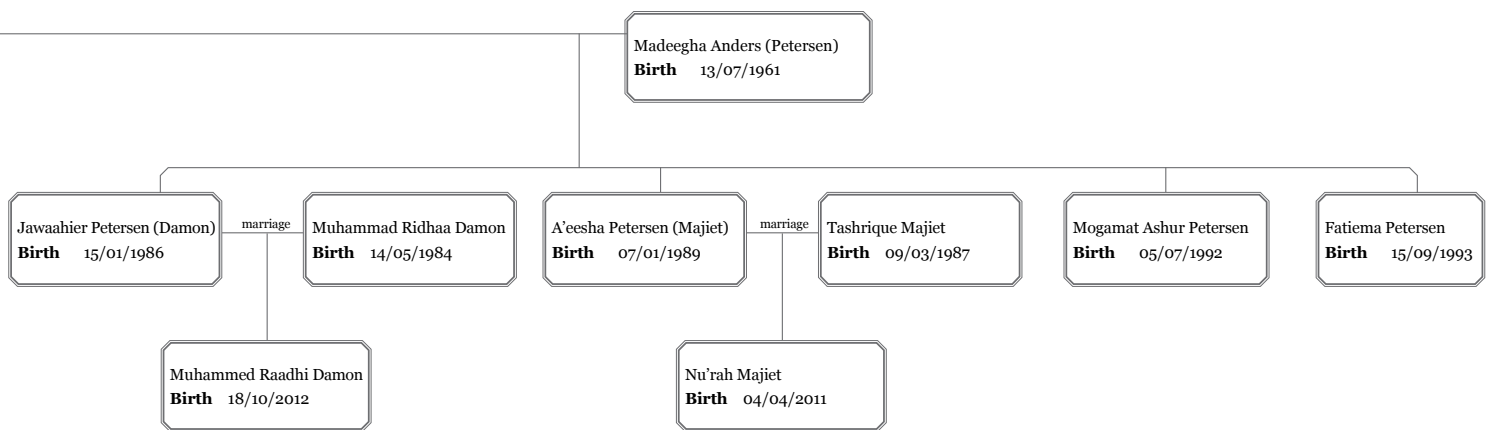 Madeegha Anders (Petersen)
Birth 13/07/1961
Jawaahier Petersen (Damon)
Birth 15/01/1986
marriage
Muhammad Ridhaa Damon
Birth 14/05/1984
A’eesha Petersen (Majiet)
Birth 07/01/1989
marriage
Tashrique Majiet
Birth 09/03/1987
Mogamat Ashur Petersen
Birth 05/07/1992
Fatiema Petersen
Birth 15/09/1993
Muhammed Raadhi Damon
Birth 18/10/2012
Nu’rah Majiet
Birth 04/04/2011